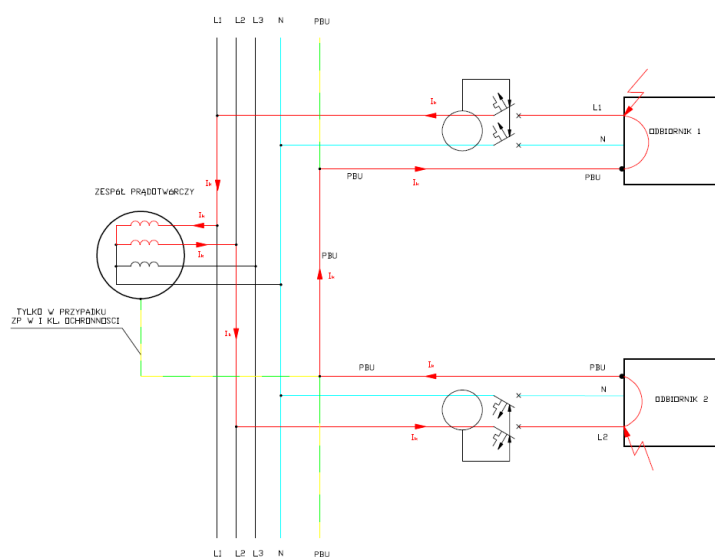 L1 L2 L3 N PBU
Ik
L1
ODBIORNIK 1
N
PBU
Ik
PBU
Ik
ZESPÓŁ PRĄDOTWÓRCZY
Ik
Ik
PBU
Ik
TYLKO W PRZYPADKU
ZP W I KL. OCHRONNOŚCI
Ik
PBU
Ik
PBU
N
ODBIORNIK 2
Ik
L2
L1 L2 L3 N PBU